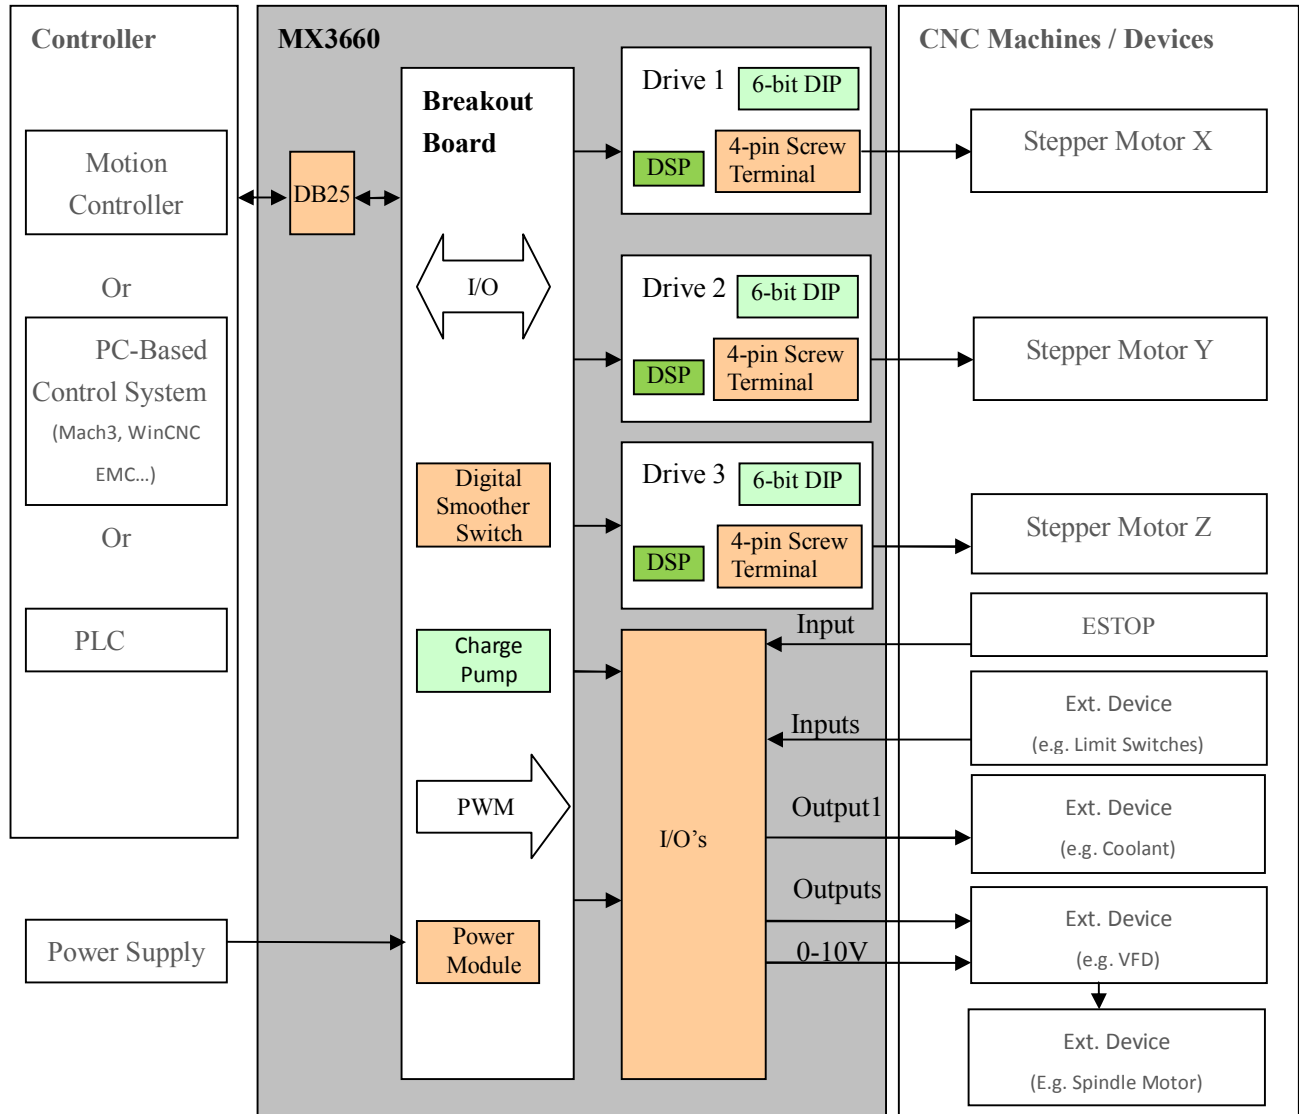 Controller
Motion
Controller
Or
PC-Based
Control System
(Mach3, WinCNC
EMC…)
Or
PLC
Power Supply
MX3660
DB25
Breakout
Board
I/O
Digital
Smoother
Switch
Charge
Pump
PWM
Power
Module
Drive 1
6-bit DIP
DSP
4-pin Screw
Terminal
Drive 2
6-bit DIP
DSP
4-pin Screw
Terminal
Drive 3
6-bit DIP
DSP
4-pin Screw
Terminal
I/O’s
Input
Inputs
Output1
Outputs
0-10V
CNC Machines / Devices
Stepper Motor X
Stepper Motor Y
Stepper Motor Z
ESTOP
Ext. Device
(e.g. Limit Switches)
Ext. Device
(e.g. Coolant)
Ext. Device
(e.g. VFD)
Ext. Device
(E.g. Spindle Motor)